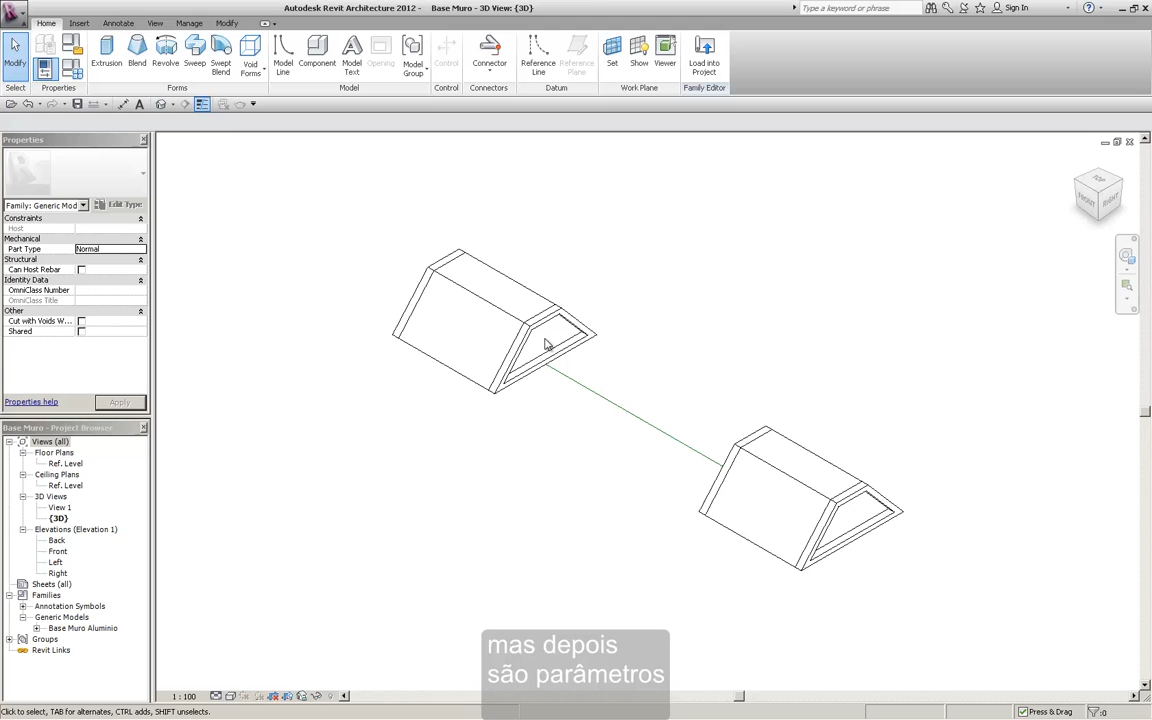 Autodesk Revit Architecture 2012 - Base Muro - 3D View: {3D}
Type a keyword or phrase
Sign In
Home Insert Annotate View Manage Modify
Modify
Extrusion Blend Revolve Sweep Swept Blend Void Forms
Model Line Component Model Text Opening Model Group
Control
Connector
Reference Line Reference Plane
Set Show Viewer
Load into Project
Select Properties Forms Model Control Connectors Datum Work Plane Family Editor
Properties
Family: Generic Mod Edit Type
Constraints
Host
Mechanical
Part Type Normal
Structural
Can Host Rebar
Identity Data
OmniClass Number
OmniClass Title
Other
Cut with Voids W...
Shared
Properties help Apply
Base Muro - Project Browser
Views (all)
Floor Plans
Ref. Level
Ceiling Plans
Ref. Level
3D Views
View 1
{3D}
Elevations (Elevation 1)
Back
Front
Left
Right
Sheets (all)
Families
Annotation Symbols
Generic Models
Base Muro Aluminio
Groups
Revit Links
TOP
FRONT
RIGHT
mas depois
são parâmetros
1 : 100
Click to select, TAB for alternates, CTRL adds, SHIFT unselects.
Press & Drag
:0